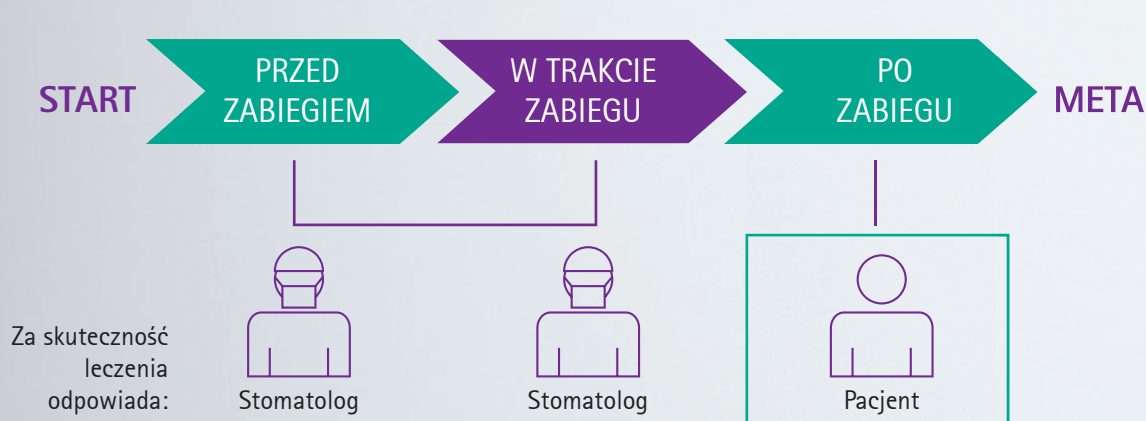 START
PRZED
ZABIEGIEM
W TRAKCIE
ZABIEGU
PO
ZABIEGU
META
Za skuteczność
leczenia
odpowiada:
Stomatolog
Stomatolog
Pacjent